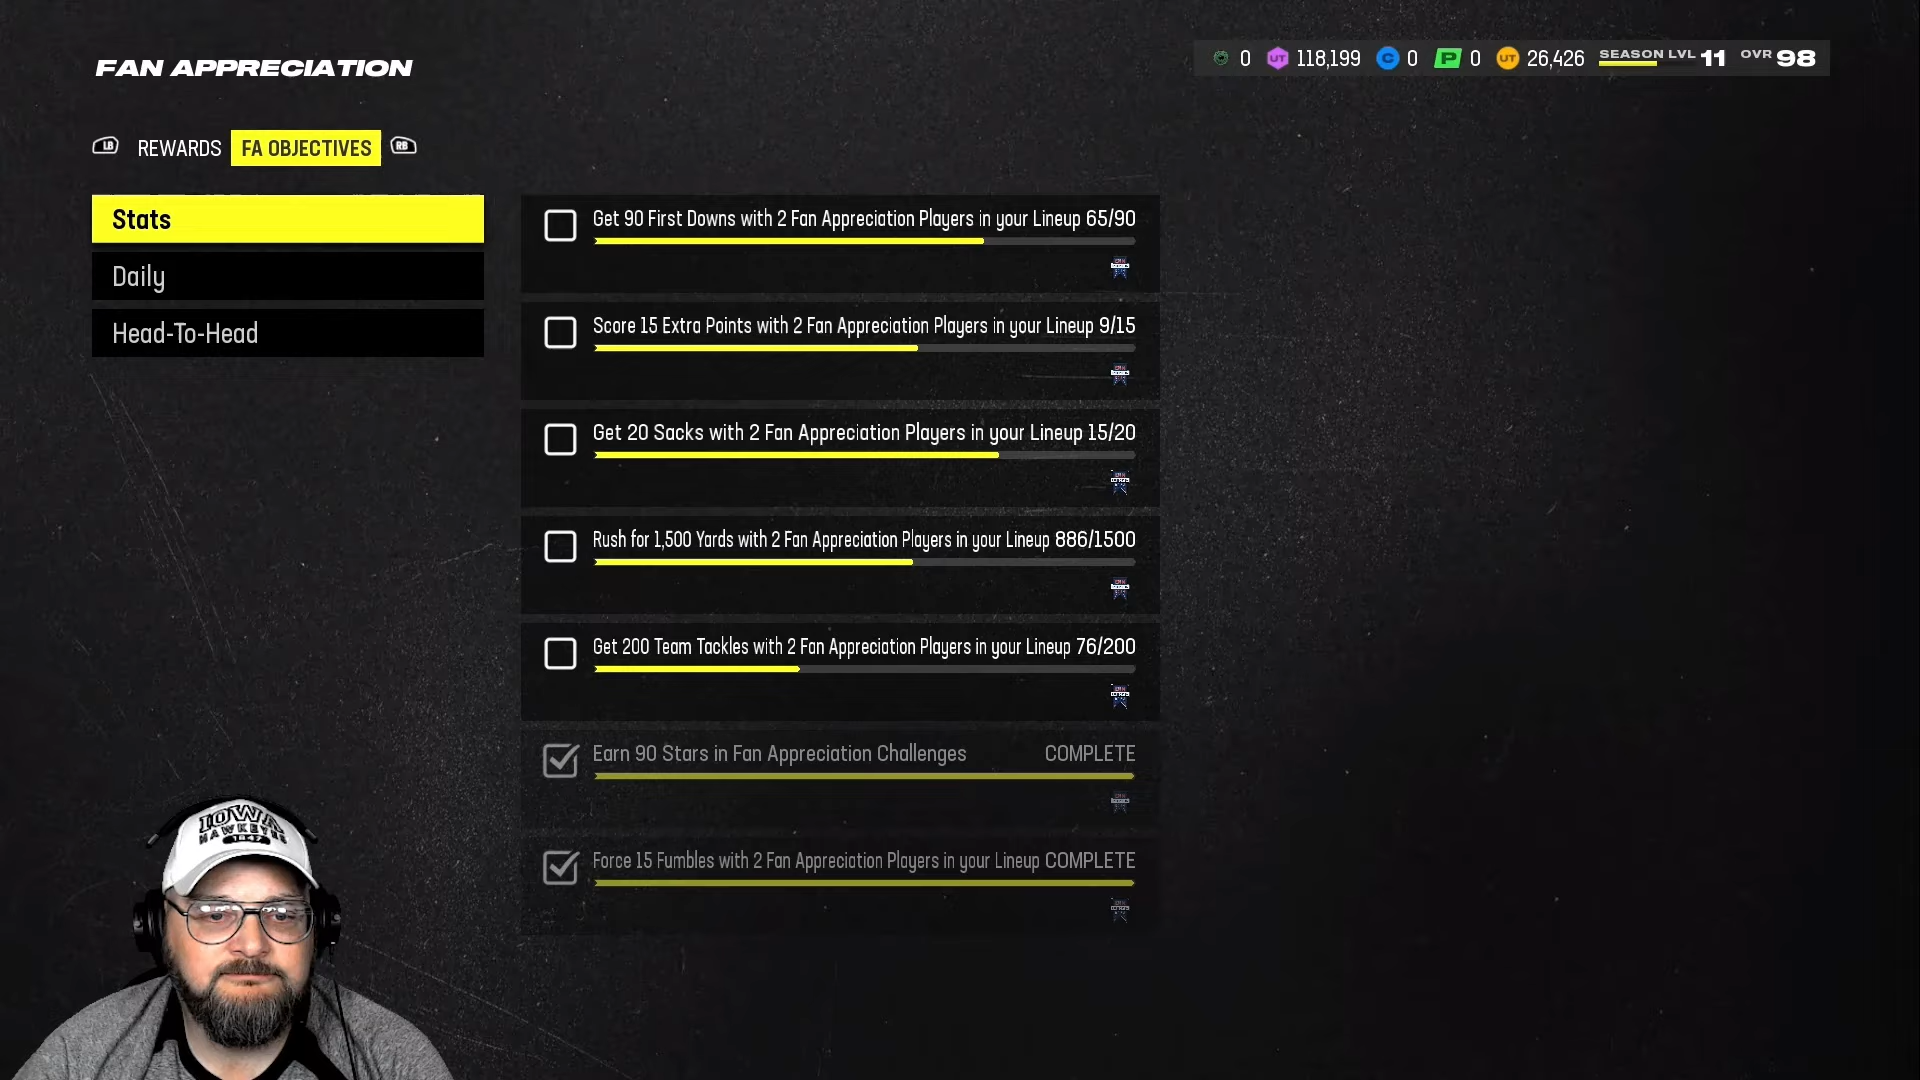 FAN APPRECIATION
0 UT 118,199 C 0 P 0 UT 26,426 SEASON LVL 11 OVR 98
LB REWARDS FA OBJECTIVES RB
Stats
Daily
Head-To-Head
Get 90 First Downs with 2 Fan Appreciation Players in your Lineup 65/90
Score 15 Extra Points with 2 Fan Appreciation Players in your Lineup 9/15
Get 20 Sacks with 2 Fan Appreciation Players in your Lineup 15/20
Rush for 1,500 Yards with 2 Fan Appreciation Players in your Lineup 886/1500
Get 200 Team Tackles with 2 Fan Appreciation Players in your Lineup 76/200
Earn 90 Stars in Fan Appreciation Challenges COMPLETE
Force 15 Fumbles with 2 Fan Appreciation Players in your Lineup COMPLETE
IOWA
HAWKEYES
1847